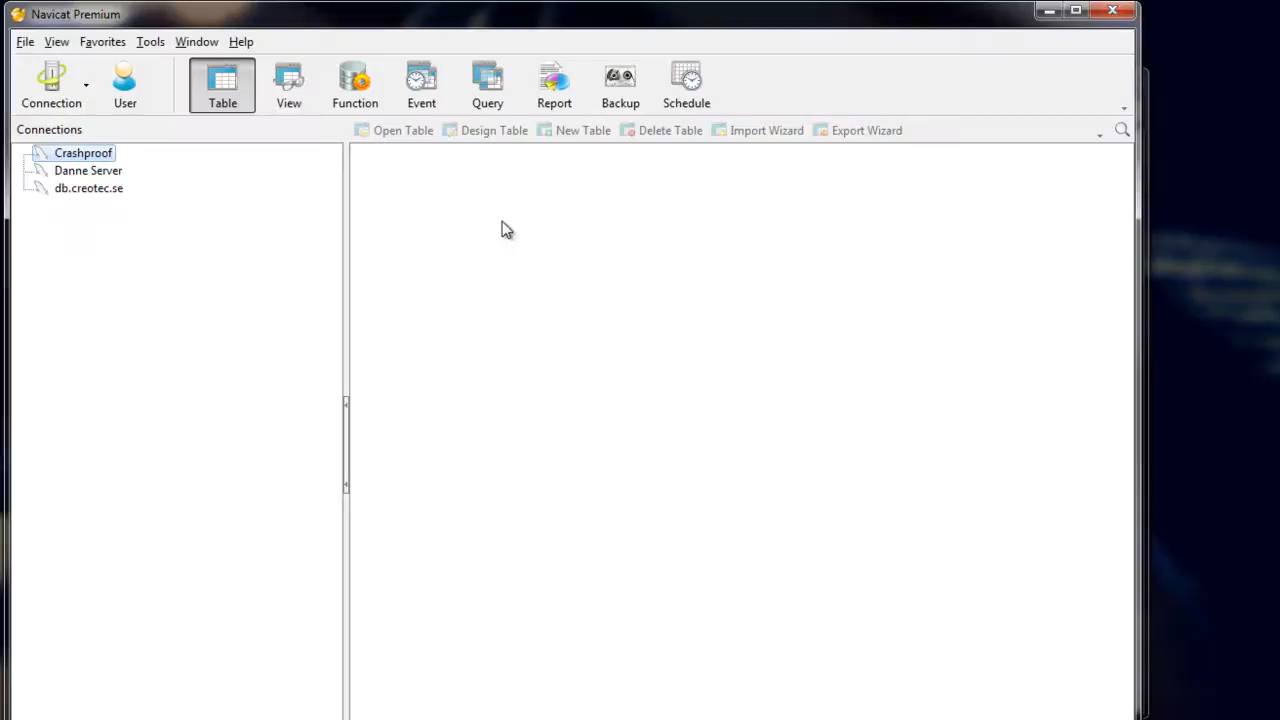 Navicat Premium
File View Favorites Tools Window Help
Connection User Table View Function Event Query Report Backup Schedule
Connections Open Table Design Table New Table Delete Table Import Wizard Export Wizard
Crashproof
Danne Server
db.creotec.se